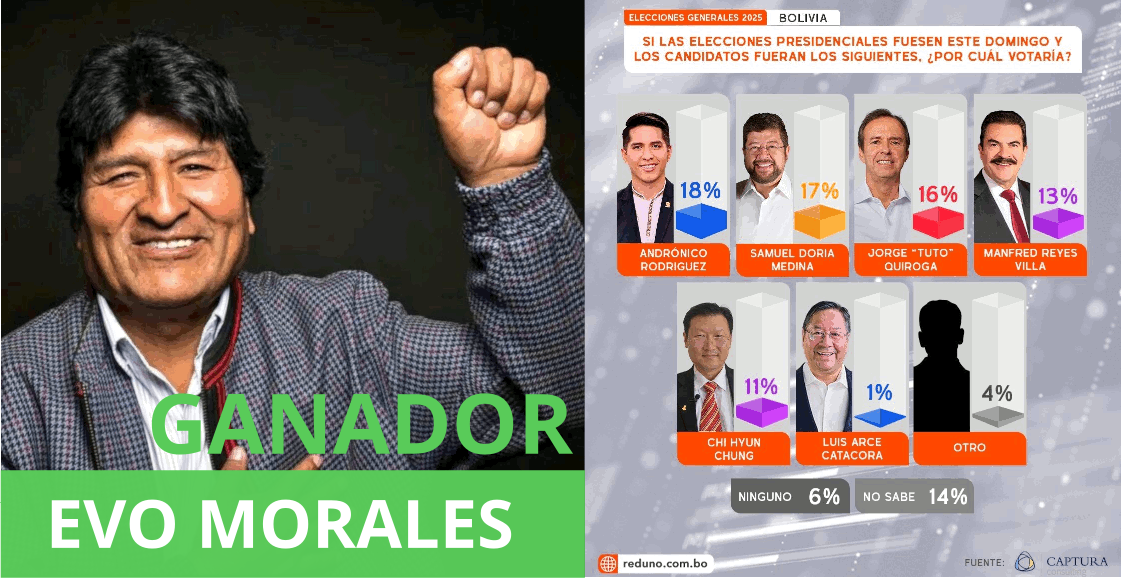 GANADOR
EVO MORALES
ELECCIONES GENERALES 2025 BOLIVIA
SI LAS ELECCIONES PRESIDENCIALES FUESEN ESTE DOMINGO Y
LOS CANDIDATOS FUERAN LOS SIGUIENTES, ¿POR CUÁL VOTARÍA?
18%
17%
16%
13%
ANDRÓNICO
RODRIGUEZ
SAMUEL DORIA
MEDINA
JORGE "TUTO"
QUIROGA
MANFRED REYES
VILLA
11%
1%
4%
CHI HYUN
CHUNG
LUIS ARCE
CATACORA
OTRO
NINGUNO 6%
NO SABE 14%
reduno.com.bo
FUENTE: CAPTURA